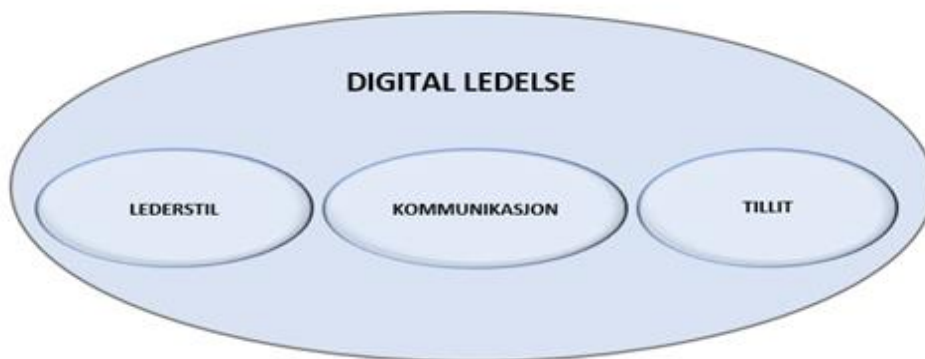 DIGITAL LEDELSE
LEDERSTIL
KOMMUNIKASJON
TILLIT